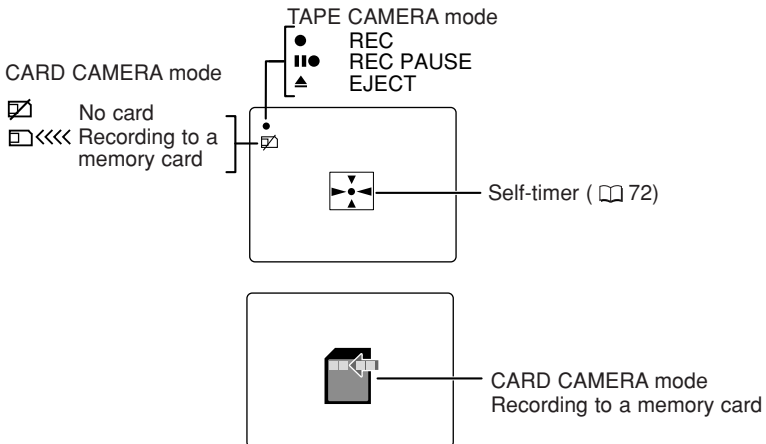 TAPE CAMERA mode
REC
REC PAUSE
EJECT
CARD CAMERA mode
No card
Recording to a
memory card
Self-timer ( 72)
CARD CAMERA mode
Recording to a memory card